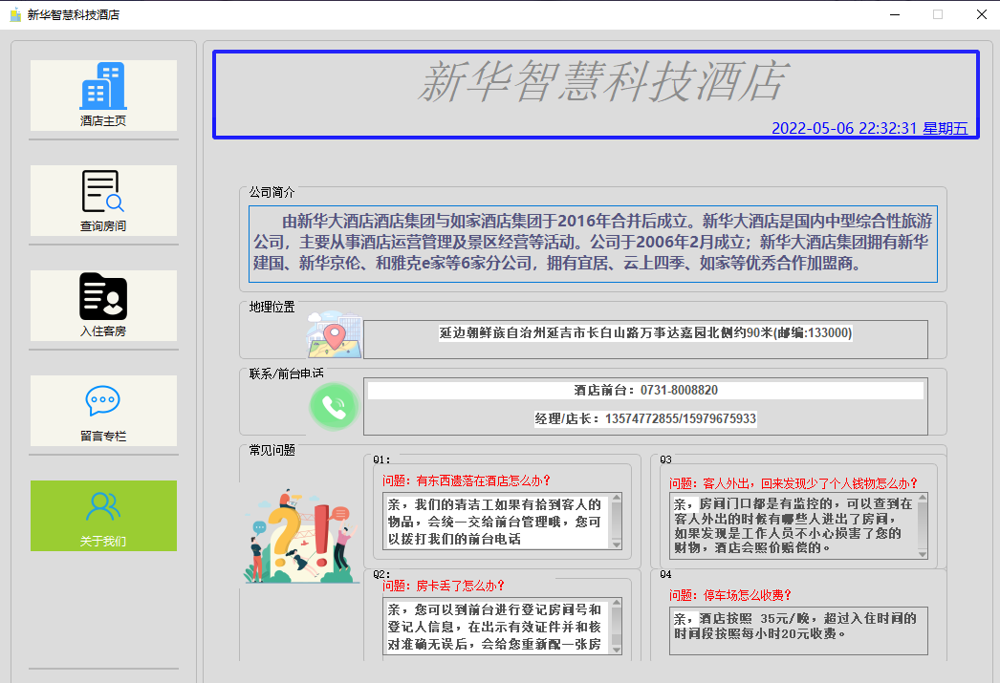 新华智慧科技酒店
新华智慧科技酒店
2022-05-06 22:32:31 星期五
酒店主页
查询房间
入住客房
留言专栏
关于我们
公司简介
由新华大酒店酒店集团与如家酒店集团于2016年合并后成立。新华大酒店是国内中型综合性旅游
公司，主要从事酒店运营管理及景区经营等活动。公司于2006年2月成立；新华大酒店集团拥有新华
建国、新华京伦、和雅克e家等6家分公司，拥有宜居、云上四季、如家等优秀合作加盟商。
地理位置
延边朝鲜族自治州延吉市长白山路万事达嘉园北侧约90米(邮编:133000)
联系/前台电话
酒店前台：0731-8008820
经理/店长：13574772855/15979675933
常见问题
Q1:
问题：有东西遗落在酒店怎么办?
亲，我们的清洁工如果有拾到客人的
物品，会统一交给前台管理哦，您可
以拨打我们的前台电话
Q2:
问题：房卡丢了怎么办?
亲，您可以到前台进行登记房间号和
登记人信息，在出示有效证件并和核
对准确无误后，会给您重新配一张房
Q3
问题：客人外出，回来发现少了个人钱物怎么办?
亲，房间门口都是有监控的，可以查到在
客人外出的时候有哪些人进出了房间，
如果发现是工作人员不小心损害了您的
财物，酒店会照价赔偿的。
Q4
问题：停车场怎么收费?
亲，酒店按照 35元/晚，超过入住时间的
时间段按照每小时20元收费。